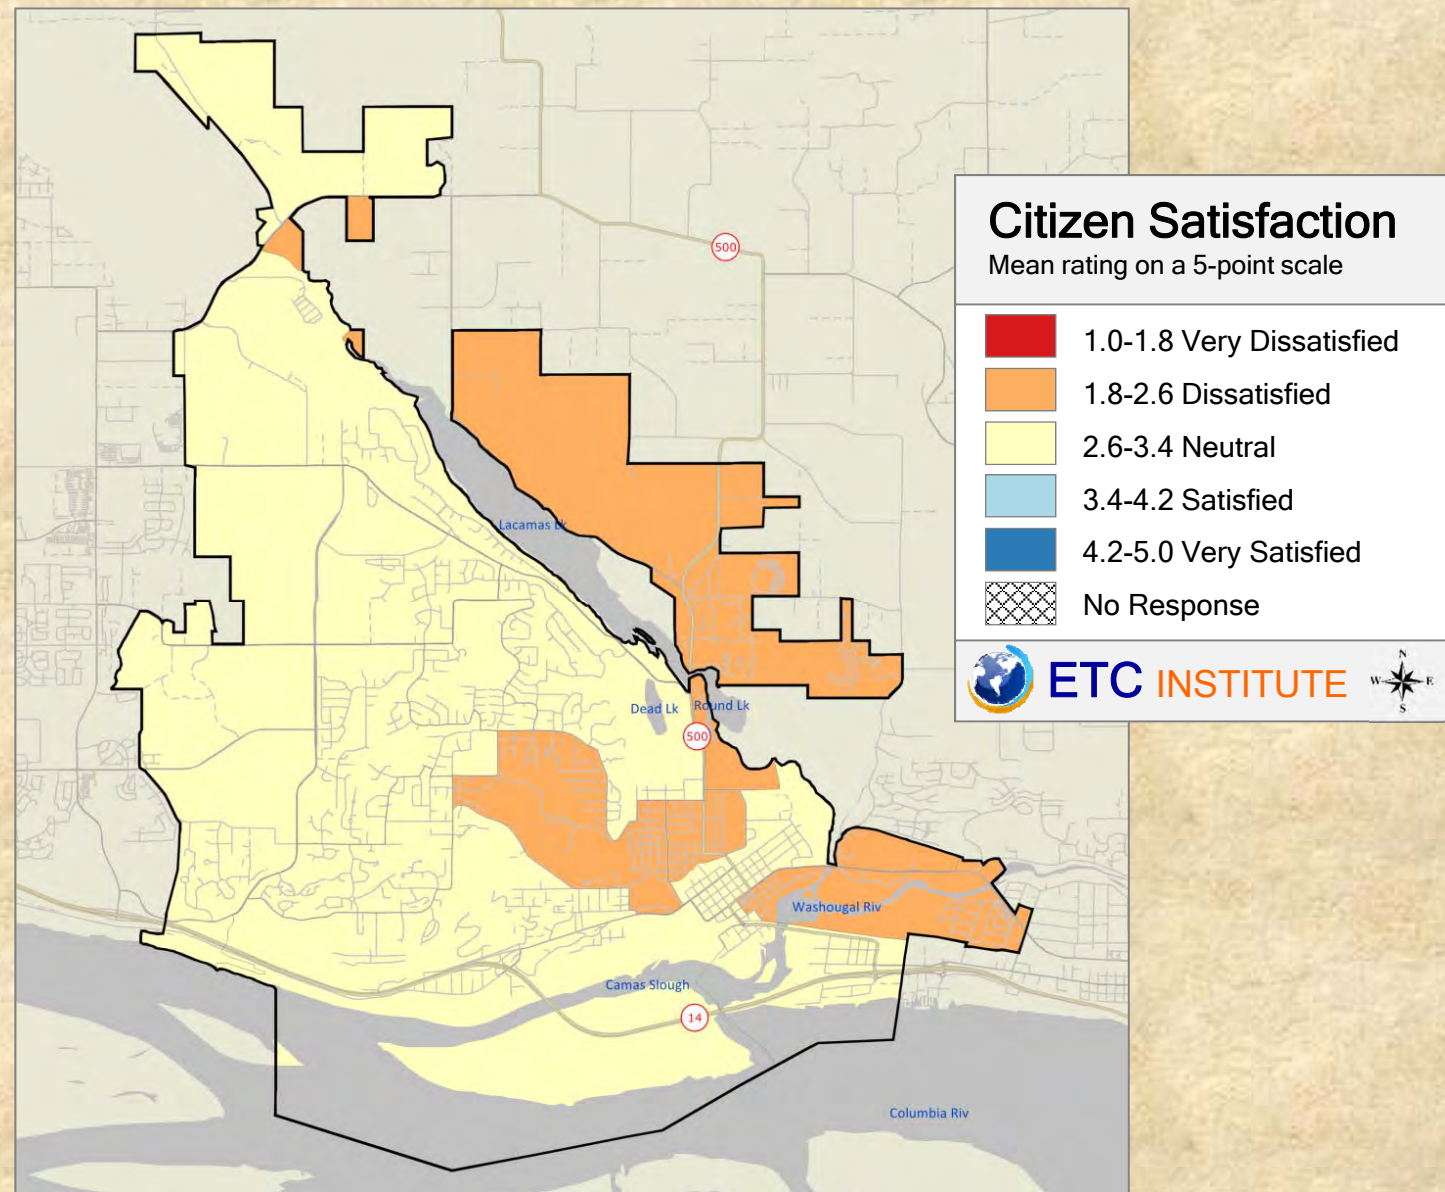 500
Citizen Satisfaction
Mean rating on a 5-point scale
1.0-1.8 Very Dissatisfied
1.8-2.6 Dissatisfied
2.6-3.4 Neutral
3.4-4.2 Satisfied
4.2-5.0 Very Satisfied
No Response
ETC INSTITUTE
N
W E
S
Lacamas Lk
Dead Lk
Round Lk
500
Washougal Riv
Camas Slough
14
Columbia Riv